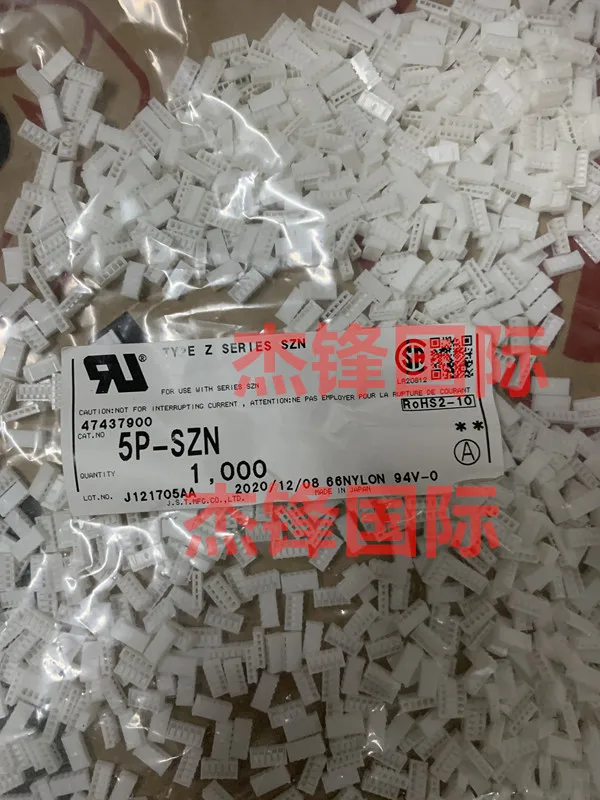 TYPE Z SERIES SZN
杰锋国际
LR20812
FOR USE WITH SERIES SZN
CAUTION:NOT FOR INTERRUPTING CURRENT , ATTENTION:NE PAS EMPLOYER POUR LA RUPTURE DE COURANT
47437900
RoHS2-10
CAT.NO
5P-SZN
**
QUANTITY
1,000
A
LOT.NO. J121705AA 2020/12/08 66NYLON 94V-0
J.S.T.MFG.CO.,LTD. MADE IN JAPAN
杰锋国际